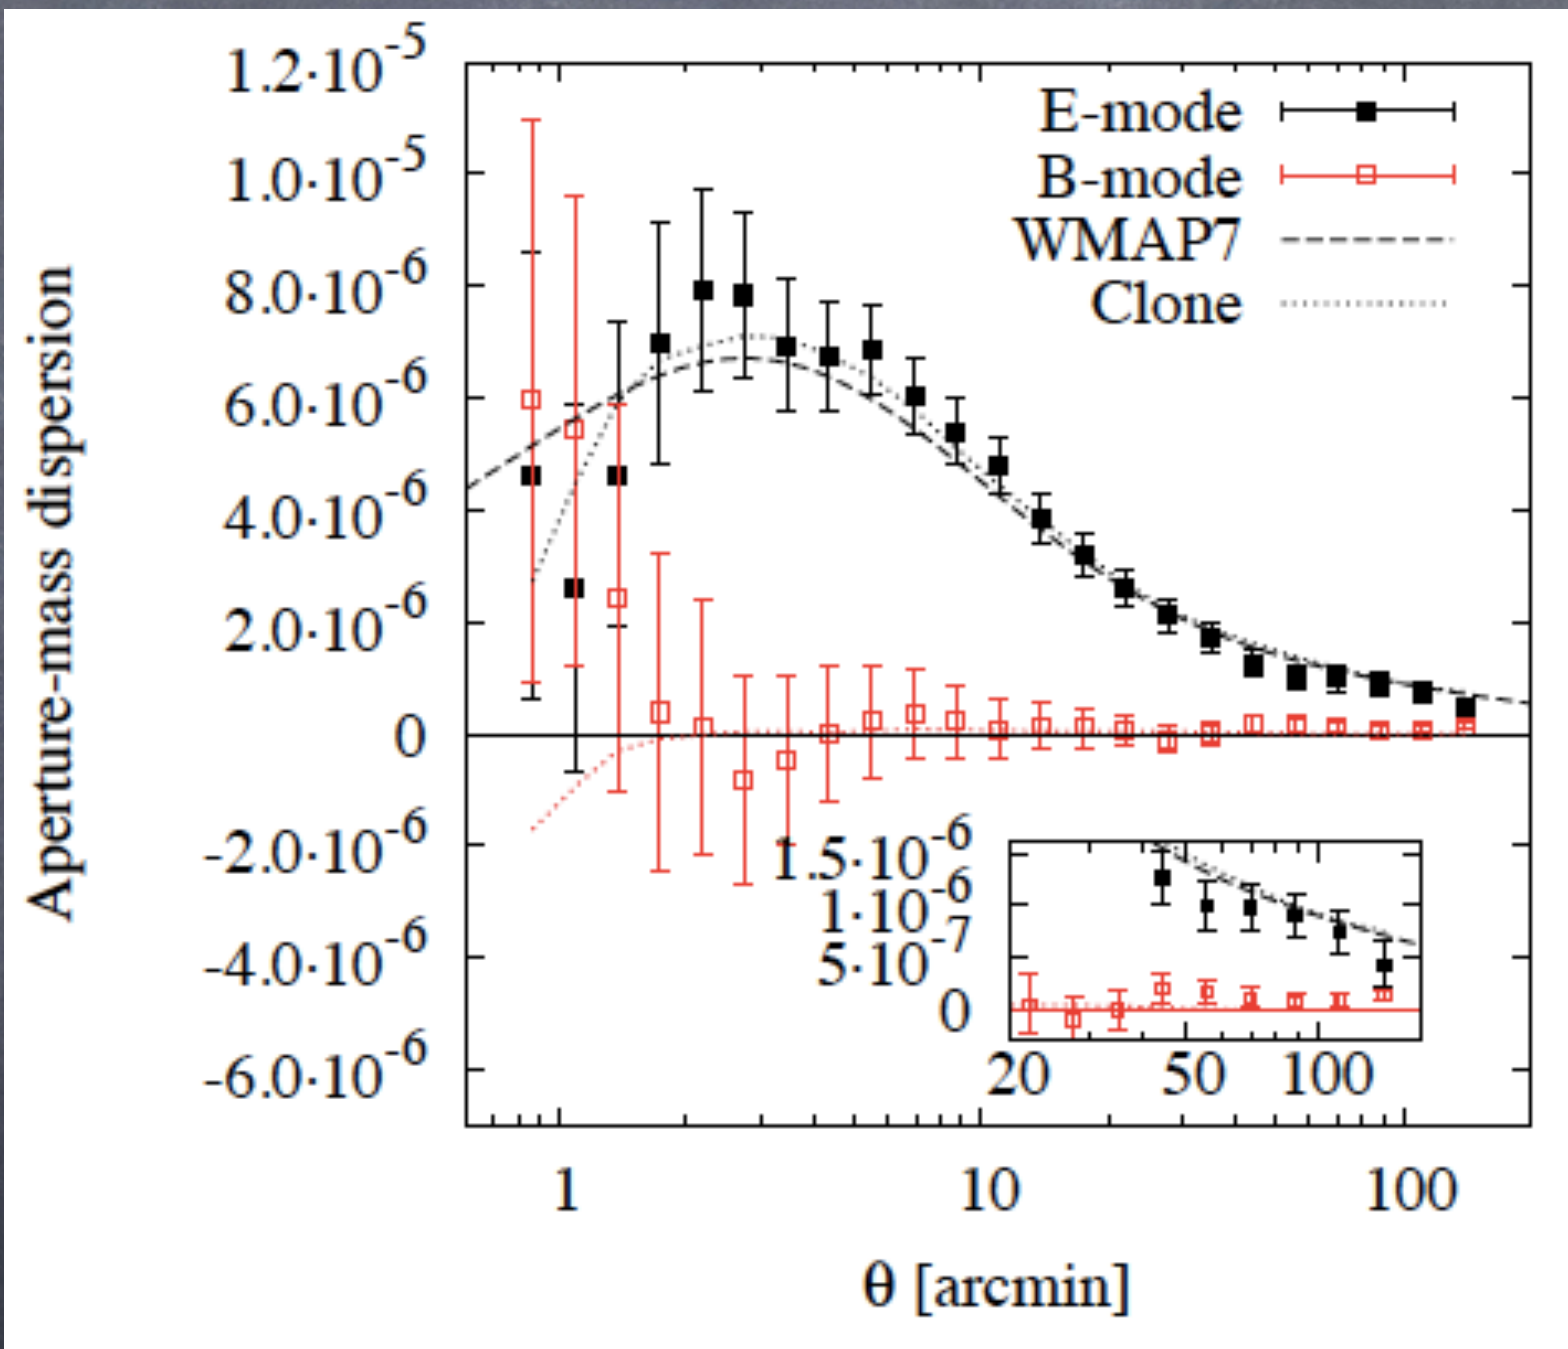 1.2·10^-5
1.0·10^-5
8.0·10^-6
6.0·10^-6
4.0·10^-6
2.0·10^-6
0
-2.0·10^-6
-4.0·10^-6
-6.0·10^-6
Aperture-mass dispersion
E-mode
B-mode
WMAP7
Clone
1.5·10^-6
1·10^-6
5·10^-7
0
20 50 100
1 10 100
θ [arcmin]